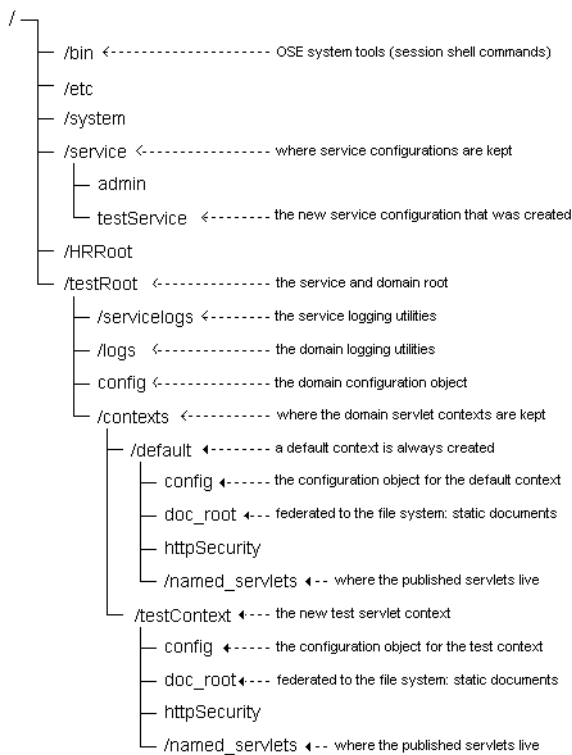 /
/bin OSE system tools (session shell commands)
/etc
/system
/service where service configurations are kept
admin
testService the new service configuration that was created
/HRRoot
/testRoot the service and domain root
/servicelogs the service logging utilities
/logs the domain logging utilities
config the domain configuration object
/contexts where the domain servlet contexts are kept
/default a default context is always created
config the configuration object for the default context
doc_root federated to the file system: static documents
httpSecurity
/named_servlets where the published servlets live
/testContext the new test servlet context
config the configuration object for the test context
doc_root federated to the file system: static documents
httpSecurity
/named_servlets where the published servlets live